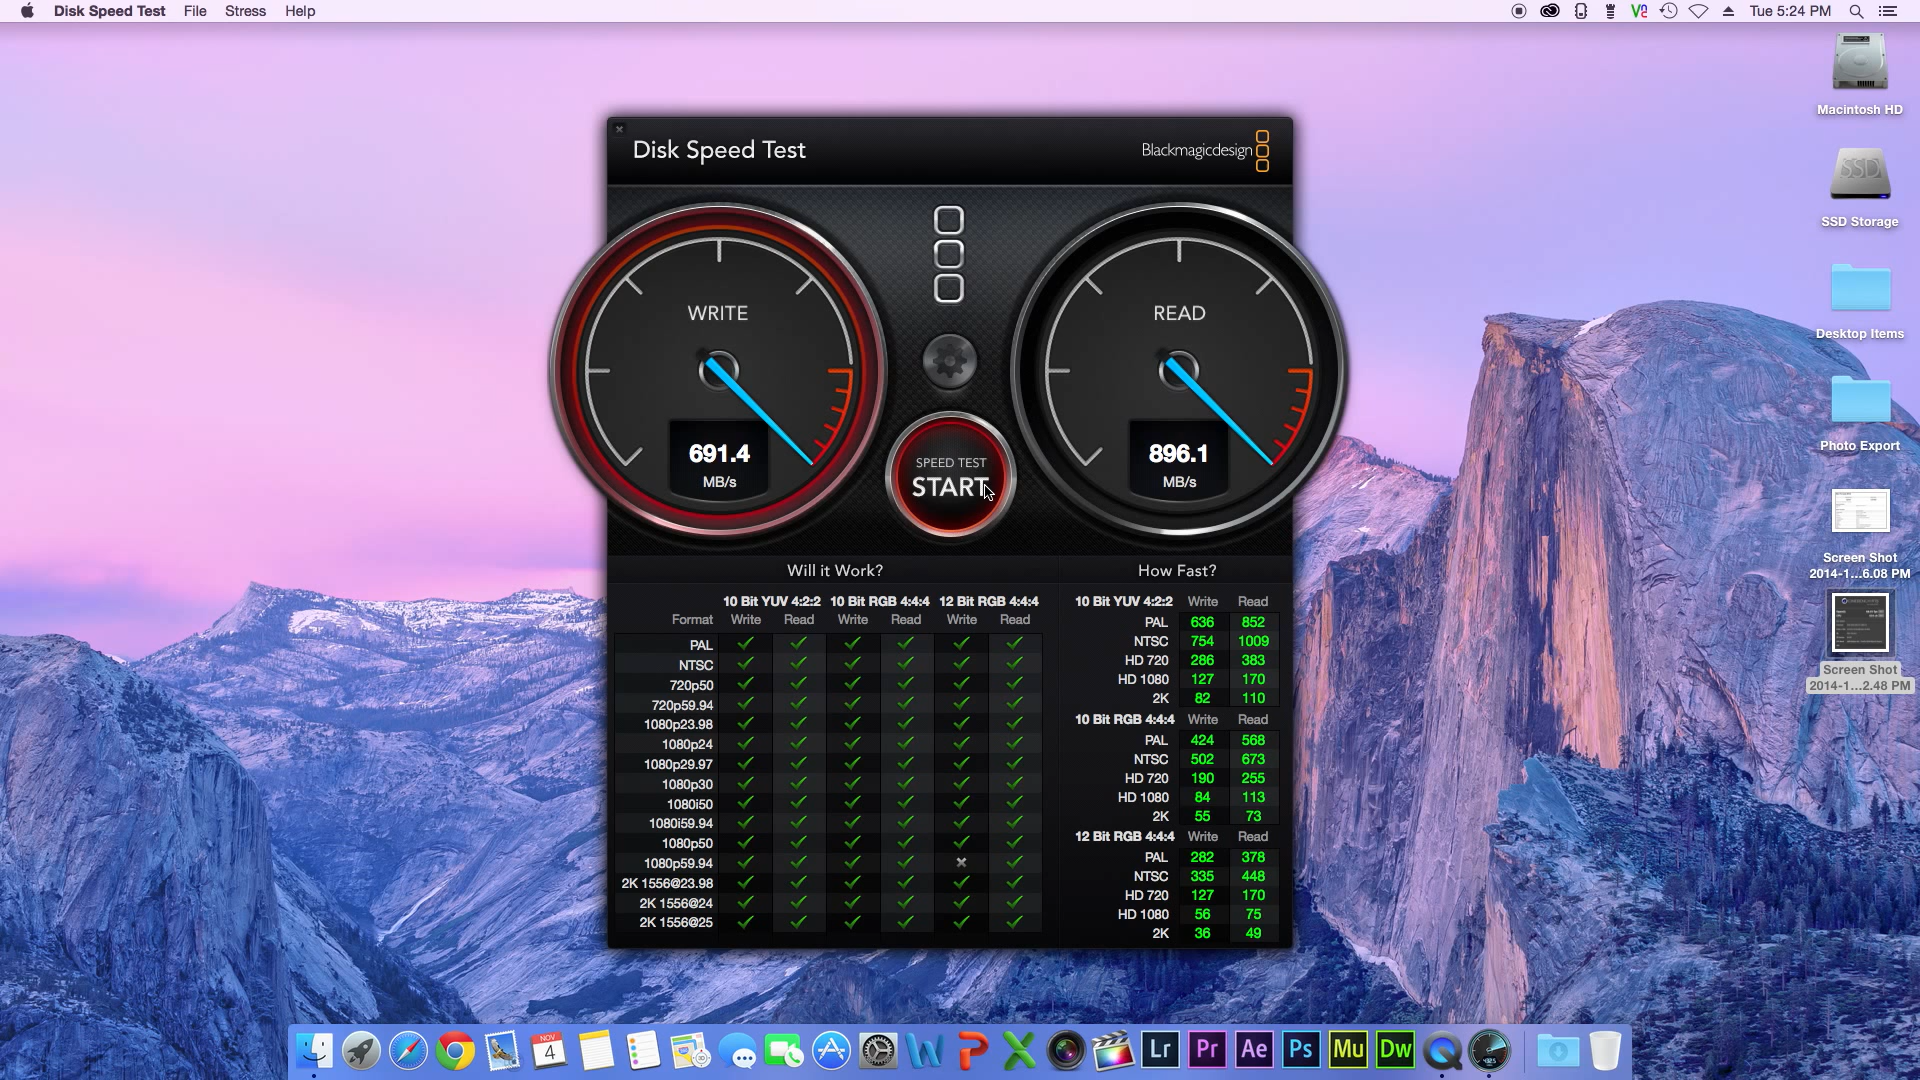 Disk Speed Test File Stress Help Tue 5:24 PM
Macintosh HD
SSD
SSD Storage
Desktop Items
Photo Export
Screen Shot
2014-1...6.08 PM
Screen Shot
2014-1...2.48 PM
Disk Speed Test
Blackmagicdesign
WRITE
691.4
MB/s
SPEED TEST
START
READ
896.1
MB/s
Will it Work?
10 Bit YUV 4:2:2 10 Bit RGB 4:4:4 12 Bit RGB 4:4:4
Format Write Read Write Read Write Read
PAL
NTSC
720p50
720p59.94
1080p23.98
1080p24
1080p29.97
1080p30
1080i50
1080i59.94
1080p50
1080p59.94
2K 1556@23.98
2K 1556@24
2K 1556@25
How Fast?
10 Bit YUV 4:2:2 Write Read
PAL 636 852
NTSC 754 1009
HD 720 286 383
HD 1080 127 170
2K 82 110
10 Bit RGB 4:4:4 Write Read
PAL 424 568
NTSC 502 673
HD 720 190 255
HD 1080 84 113
2K 55 73
12 Bit RGB 4:4:4 Write Read
PAL 282 378
NTSC 335 448
HD 720 127 170
HD 1080 56 75
2K 36 49
NOV
4
Lr Pr Ae Ps Mu Dw